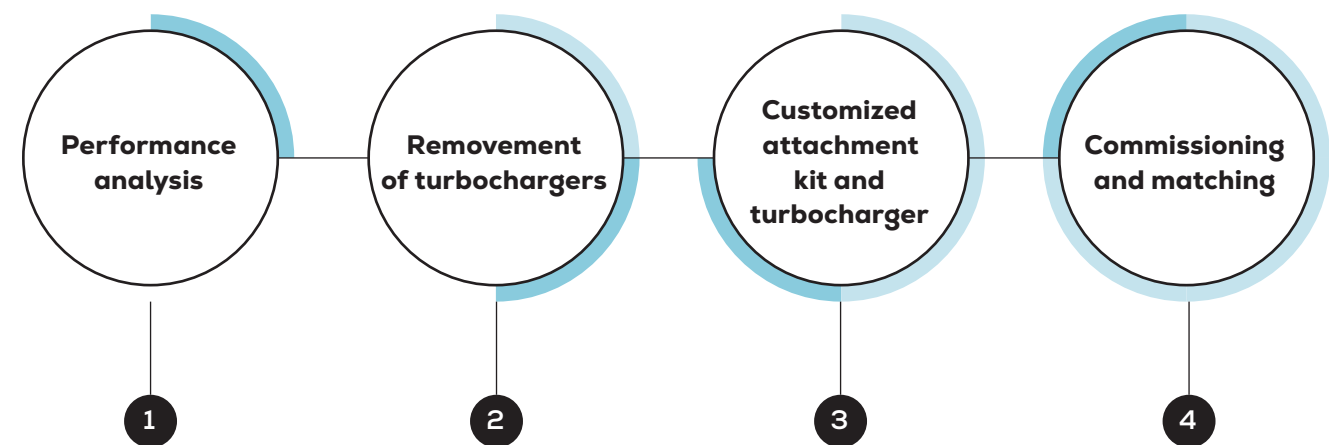 Performance
analysis
Removement
of turbochargers
Customized
attachment
kit and
turbocharger
Commissioning
and matching
1
2
3
4